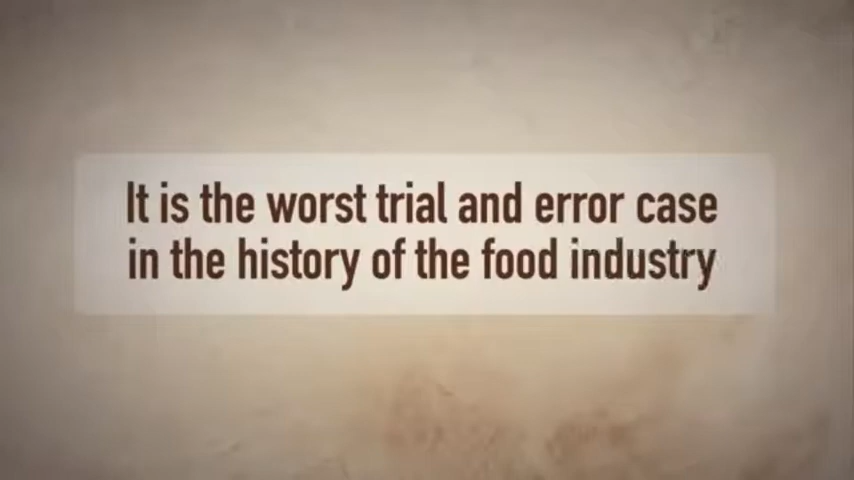 It is the worst trial and error case
in the history of the food industry